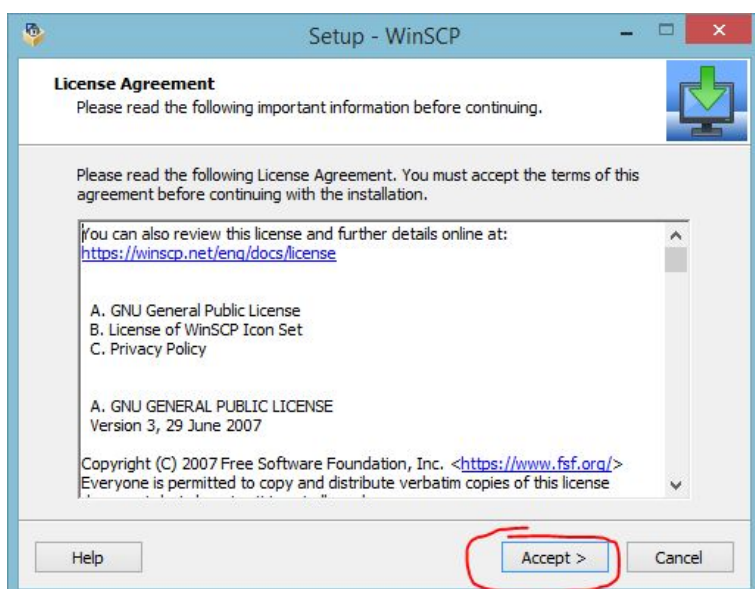 Setup - WinSCP
License Agreement
Please read the following important information before continuing.
Please read the following License Agreement. You must accept the terms of this
agreement before continuing with the installation.
You can also review this license and further details online at:
https://winscp.net/eng/docs/license
A. GNU General Public License
B. License of WinSCP Icon Set
C. Privacy Policy
A. GNU GENERAL PUBLIC LICENSE
Version 3, 29 June 2007
Copyright (C) 2007 Free Software Foundation, Inc. <https://www.fsf.org/>
Everyone is permitted to copy and distribute verbatim copies of this license
Help
Accept >
Cancel